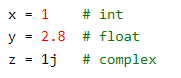 x = 1    # int
y = 2.8  # float
z = 1j   # complex